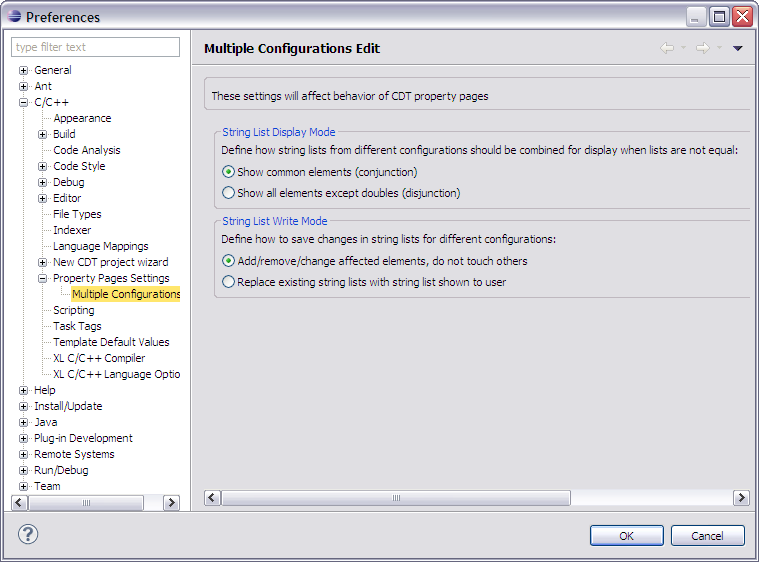 Preferences
type filter text
General
Ant
C/C++
Appearance
Build
Code Analysis
Code Style
Debug
Editor
File Types
Indexer
Language Mappings
New CDT project wizard
Property Pages Settings
Multiple Configurations
Scripting
Task Tags
Template Default Values
XL C/C++ Compiler
XL C/C++ Language Optio
Help
Install/Update
Java
Plug-in Development
Remote Systems
Run/Debug
Team
Multiple Configurations Edit
These settings will affect behavior of CDT property pages
String List Display Mode
Define how string lists from different configurations should be combined for display when lists are not equal:
Show common elements (conjunction)
Show all elements except doubles (disjunction)
String List Write Mode
Define how to save changes in string lists for different configurations:
Add/remove/change affected elements, do not touch others
Replace existing string lists with string list shown to user
?
OK
Cancel